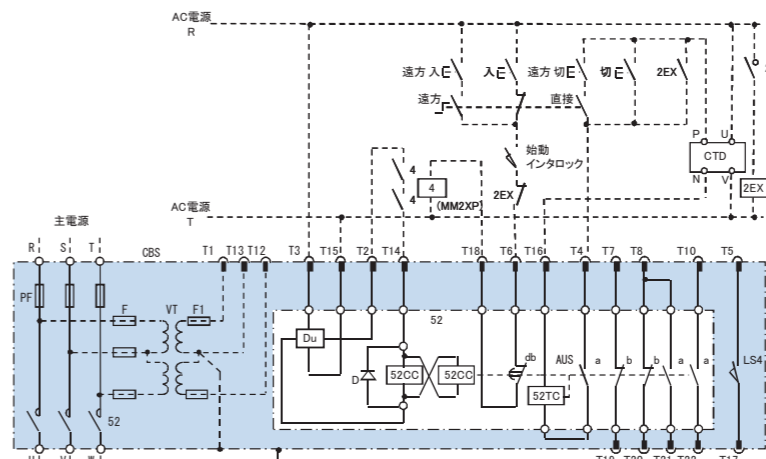 AC電源
R
遠方 入
入
遠方 切
切
2EX
遠方
直接
P U
CTD
N V
始動
インタロック
4
4
4
(MM2XP)
2EX
2EX
AC電源
T
主電源
R S T
CBS
T1 T13 T12 T3 T15 T2 T14 T18 T6 T16 T4 T7 T8 T10 T5
PF
F VT F1
52
Du
D
52CC 52CC
db
AUS
a b b a a
52TC
LS4
52
T17